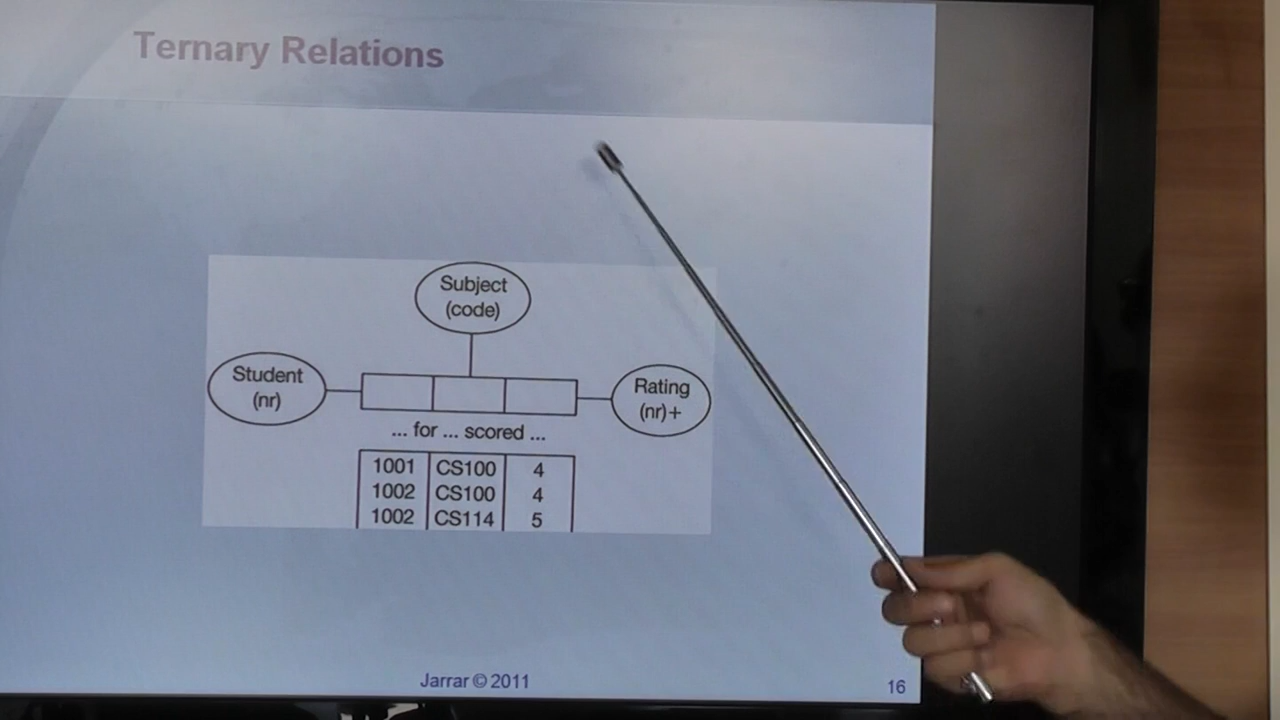 Ternary Relations
Subject
(code)
Student
(nr)
Rating
(nr)+
... for ... scored ...
1001 CS100 4
1002 CS100 4
1002 CS114 5
Jarrar © 2011
16